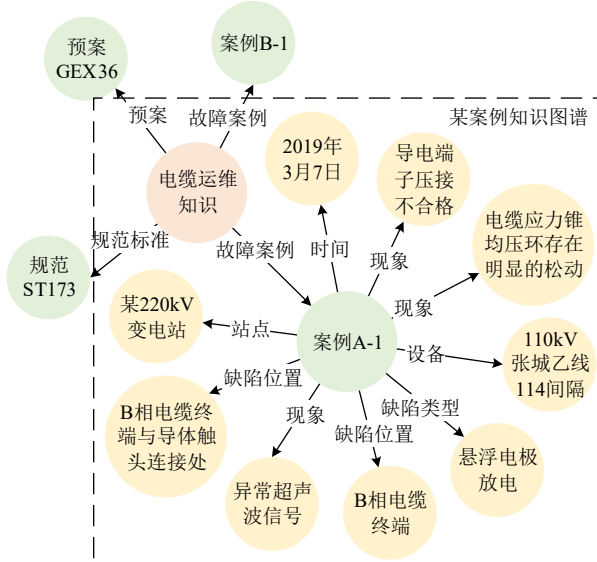 预案
GEX36
案例B-1
某案例知识图谱
预案
故障案例
电缆运维
知识
2019年
3月7日
导电端
子压接
不合格
电缆应力锥
均压环存在
明显的松动
规范标准
故障案例
时间
现象
现象
规范
ST173
某220kV
变电站
站点
案例A-1
设备
110kV
张城乙线
114间隔
缺陷位置
现象
缺陷位置
缺陷类型
B相电缆终
端与导体触
头连接处
异常超声
波信号
B相电缆
终端
悬浮电极
放电